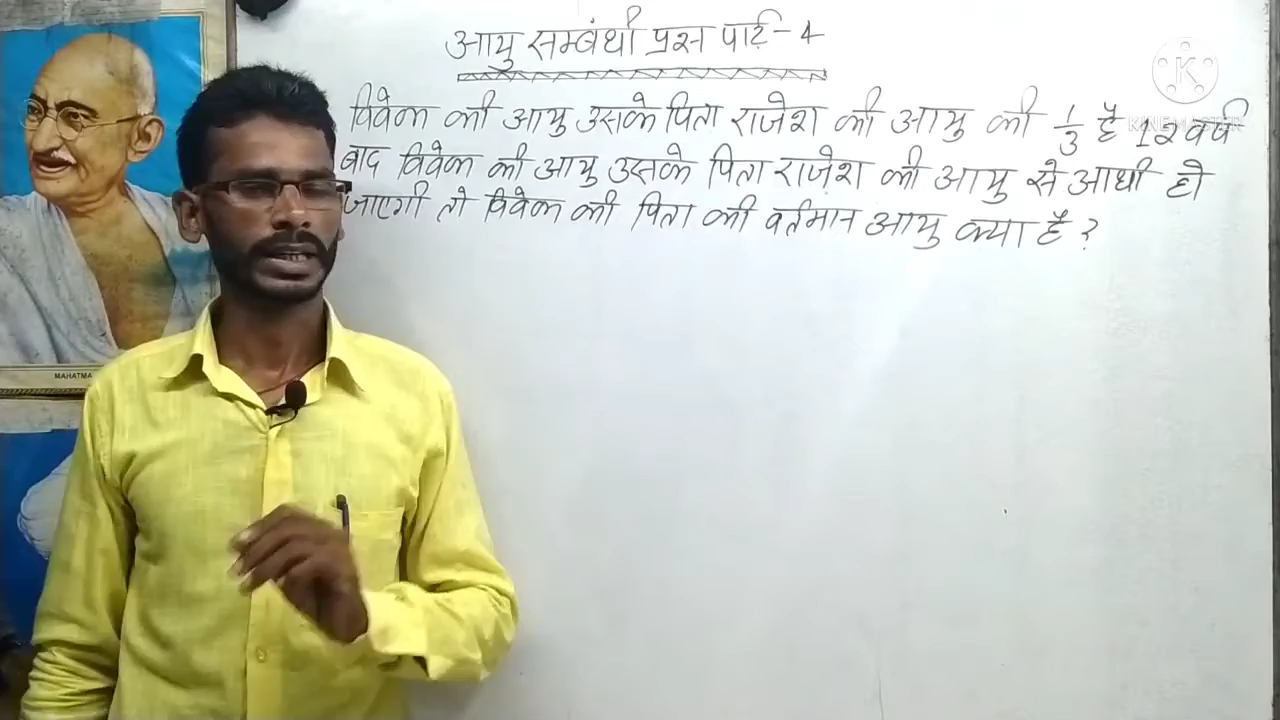 आयु सम्बंधी प्रश्न पार्ट-4
विवेक की आयु उसके पिता राजेश की आयु की 1/3 है 12 वर्ष
बाद विवेक की आयु उसके पिता राजेश की आयु से आधी हो
जाएगी तो विवेक की पिता की वर्तमान आयु क्या है?
K
KINEMASTER
MAHATMA